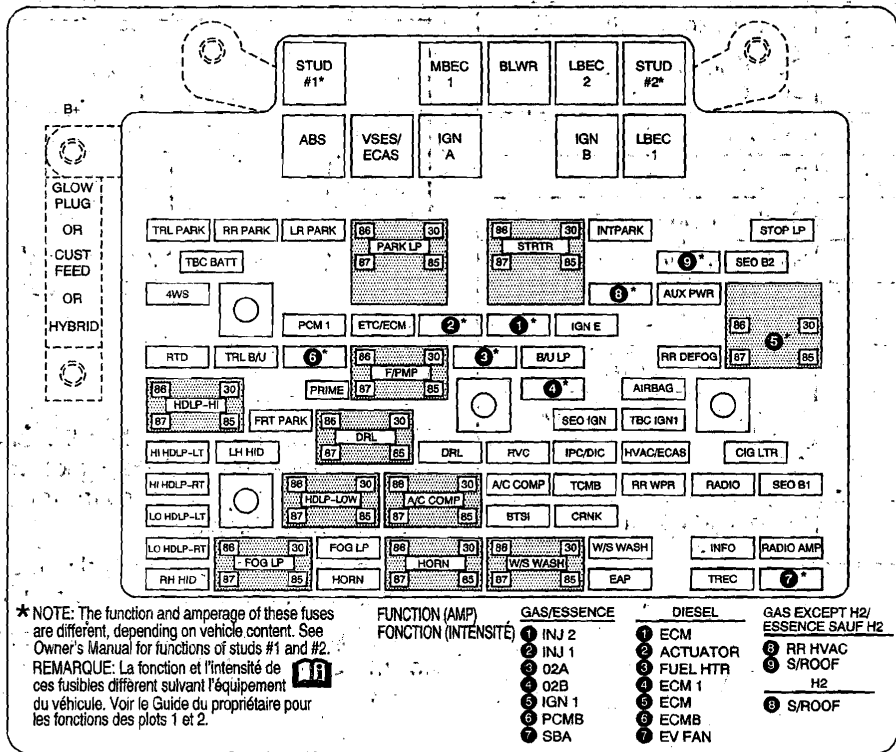 STUD #1*
MBEC 1
BLWR
LBEC 2
STUD #2*
B+
ABS
VSES/ ECAS
IGN A
IGN B
LBEC 1
GLOW PLUG
OR
CUST FEED
OR
HYBRID
TRL PARK
RR PARK
LR PARK
86 30
PARK LP
87 85
86 30
STRTR
87 85
INTPARK
STOP LP
TBC BATT
9*
SEO B2
4WS
8*
AUX PWR
PCM 1
ETC/ECM
2*
1*
IGN E
86 30
5*
87 85
RTD
TRL B/U
6*
86 30
F/PMP
87 85
3*
B/U LP
RR DEFOG
PRIME
4*
AIRBAG
86 30
HDLP-HI
87 85
FRT PARK
86 30
DRL
87 85
SEO IGN
TBC IGN1
HI HDLP-LT
LH HID
DRL
RVC
IPC/DIC
HVAC/ECAS
CIG LTR
HI HDLP-RT
86 30
HDLP-LOW
87 85
86 30
A/C COMP
87 85
A/C COMP
TCMB
RR WPR
RADIO
SEO B1
LO HDLP-LT
BTSI
CRNK
LO HDLP-RT
86 30
FOG LP
87 85
FOG LP
86 30
HORN
87 85
86 30
W/S WASH
87 85
W/S WASH
INFO
RADIO AMP
RH HID
HORN
EAP
TREC
7*
* NOTE: The function and amperage of these fuses
are different, depending on vehicle content. See
Owner's Manual for functions of studs #1 and #2.
REMARQUE: La fonction et l'intensité de
ces fusibles diffèrent suivant l'équipement
du véhicule. Voir le Guide du propriétaire pour
les fonctions des plots 1 et 2.
FUNCTION (AMP)
FONCTION (INTENSITÉ)
GAS/ESSENCE
1 INJ 2
2 INJ 1
3 02A
4 02B
5 IGN 1
6 PCMB
7 SBA
DIESEL
1 ECM
2 ACTUATOR
3 FUEL HTR
4 ECM 1
5 ECM
6 ECMB
7 EV FAN
GAS EXCEPT H2/
ESSENCE SAUF H2
8 RR HVAC
9 S/ROOF
H2
8 S/ROOF